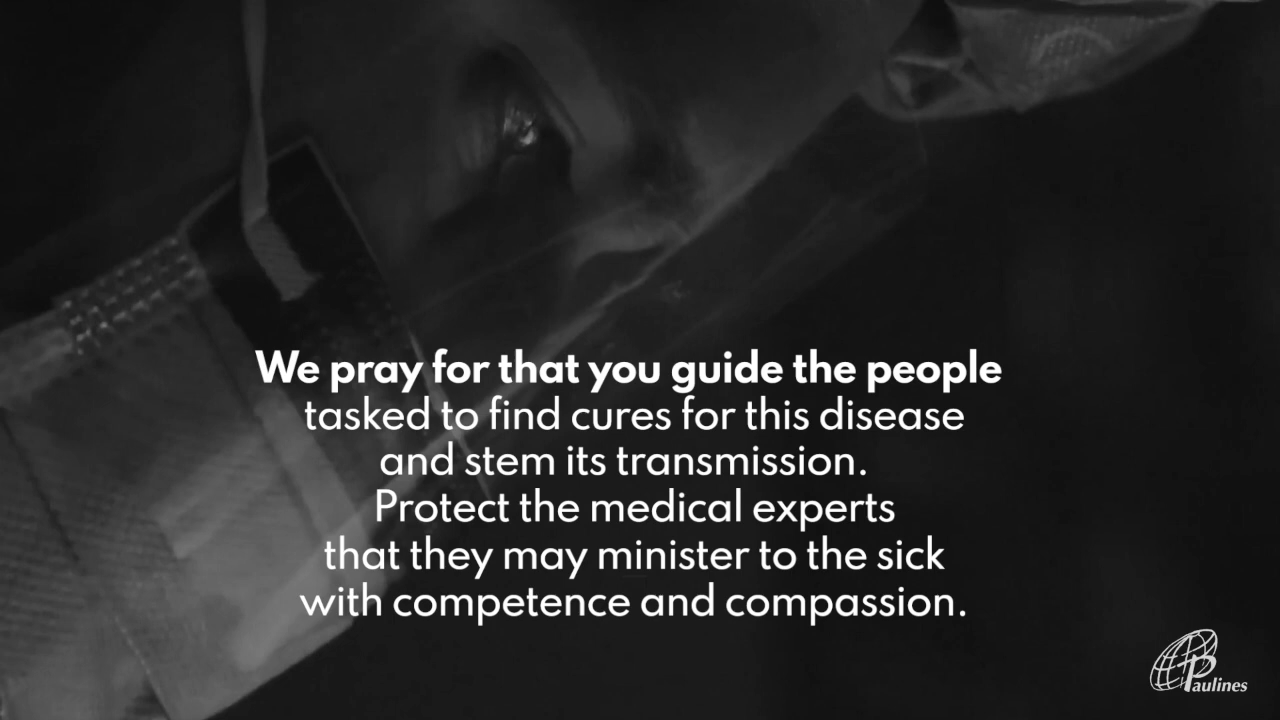 We pray for that you guide the people
tasked to find cures for this disease
and stem its transmission.
Protect the medical experts
that they may minister to the sick
with competence and compassion.
Paulines